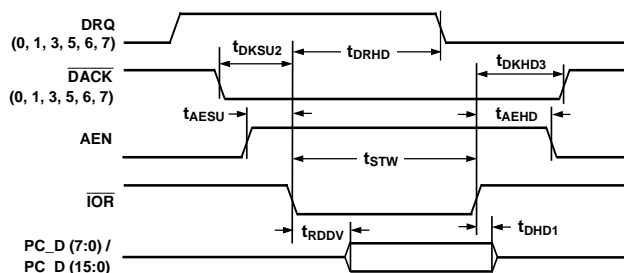 DRQ
(0, 1, 3, 5, 6, 7)
tDKSU2
tDRHD
tDKHD3
DACK
(0, 1, 3, 5, 6, 7)
tAESU
tAEHD
AEN
tSTW
IOR
tRDDV
tDHD1
PC_D (7:0) /
PC_D (15:0)